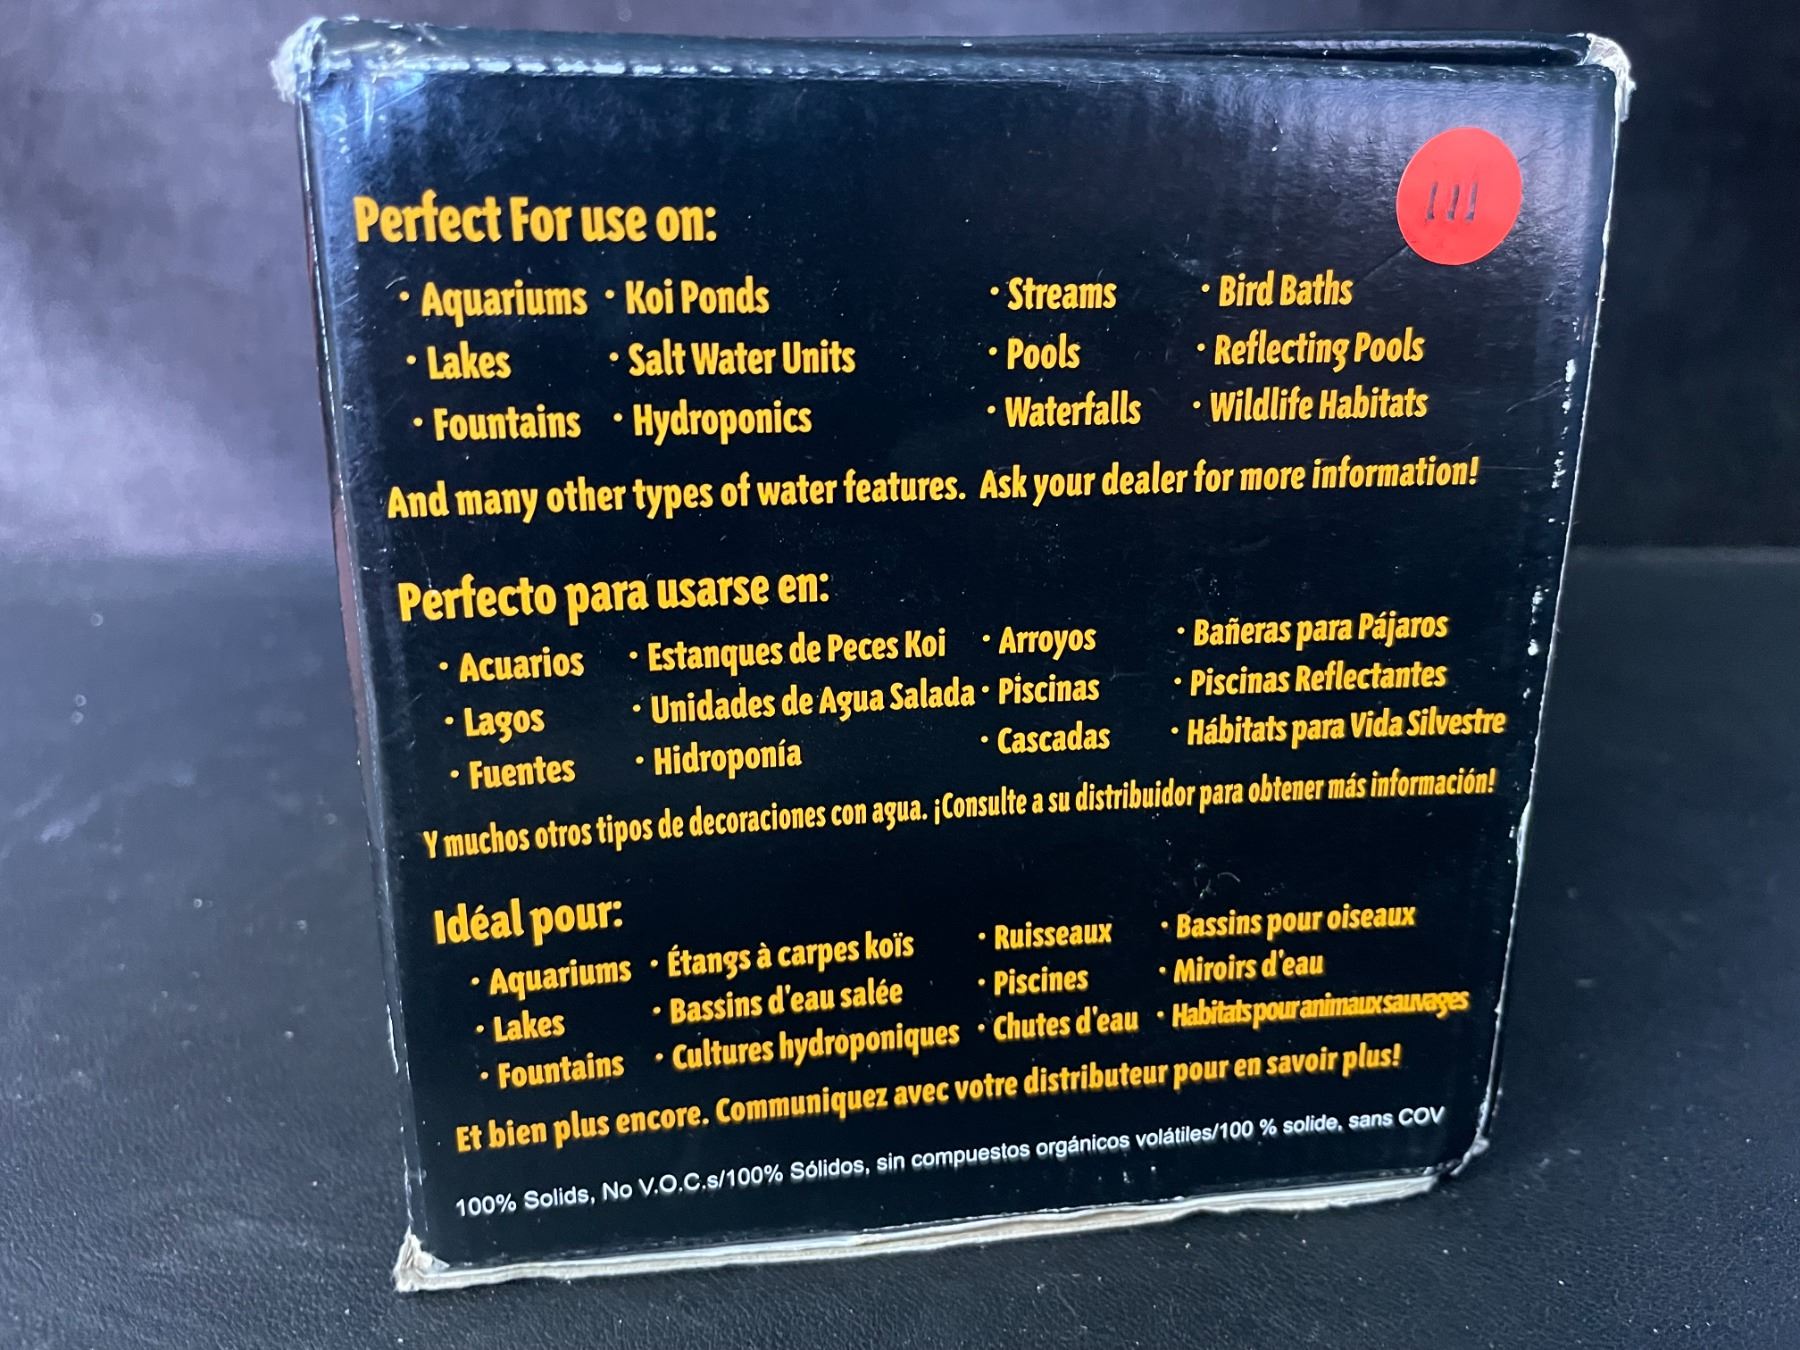 111
Perfect For use on:
· Aquariums · Koi Ponds · Streams · Bird Baths
· Lakes · Salt Water Units · Pools · Reflecting Pools
· Fountains · Hydroponics · Waterfalls · Wildlife Habitats
And many other types of water features. Ask your dealer for more information!
Perfecto para usarse en:
· Acuarios · Estanques de Peces Koi · Arroyos · Bañeras para Pájaros
· Lagos · Unidades de Agua Salada · Piscinas · Piscinas Reflectantes
· Fuentes · Hidroponía · Cascadas · Hábitats para Vida Silvestre
Y muchos otros tipos de decoraciones con agua. ¡Consulte a su distribuidor para obtener más información!
Idéal pour:
· Aquariums · Étangs à carpes koïs · Ruisseaux · Bassins pour oiseaux
· Lakes · Bassins d'eau salée · Piscines · Miroirs d'eau
· Fountains · Cultures hydroponiques · Chutes d'eau · Habitats pour animaux sauvages
Et bien plus encore. Communiquez avec votre distributeur pour en savoir plus!
100% Solids, No V.O.C.s/100% Sólidos, sin compuestos orgánicos volátiles/100 % solide, sans COV